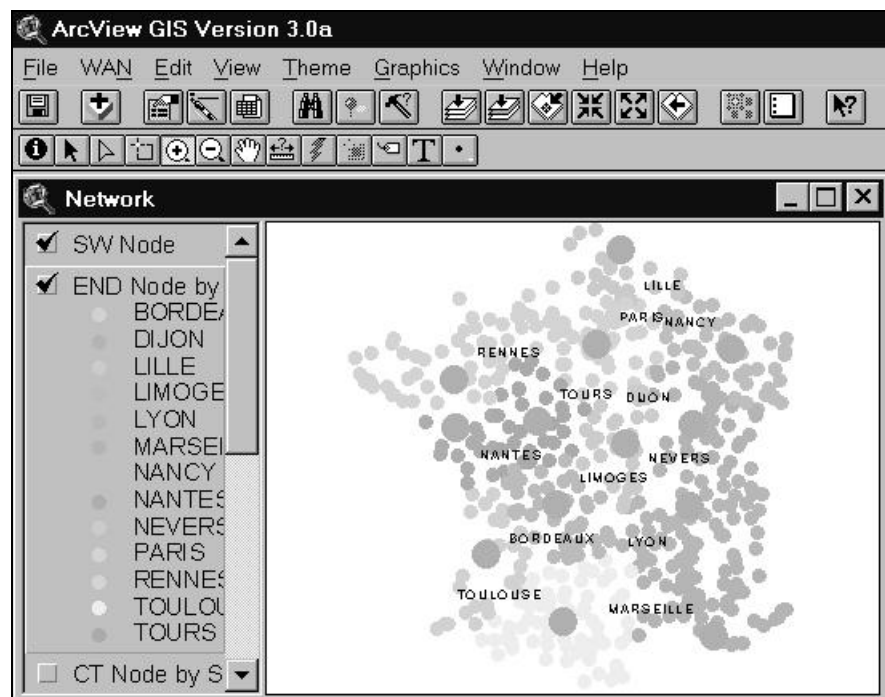 ArcView GIS Version 3.0a
File WAN Edit View Theme Graphics Window Help
T
Network
SW Node
END Node by
BORDEA
DIJON
LILLE
LIMOGE
LYON
MARSEI
NANCY
NANTES
NEVERS
PARIS
RENNES
TOULOU
TOURS
CT Node by S
LILLE
PARIS NANCY
RENNES
TOURS DIJON
NANTES NEVERS
LIMOGES
BORDEAUX LYON
TOULOUSE
MARSEILLE